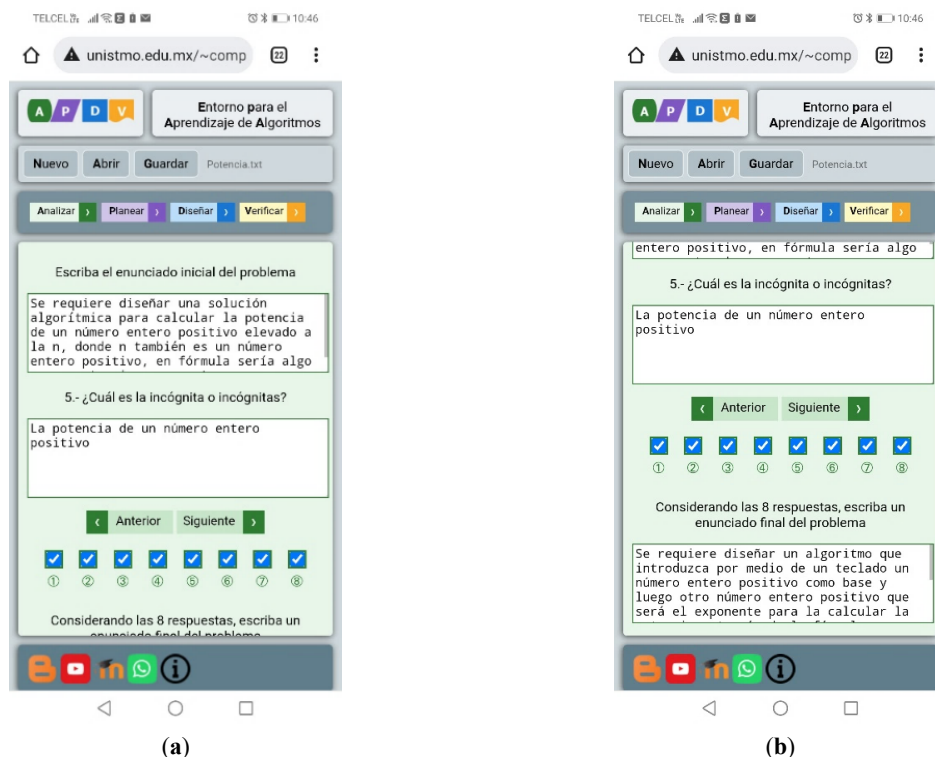 TELCEL
10:46
unistmo.edu.mx/~comp
22
A P D V
Entorno para el
Aprendizaje de Algoritmos
Nuevo Abrir Guardar Potencia.txt
Analizar Planear Diseñar Verificar
Escriba el enunciado inicial del problema
Se requiere diseñar una solución
algorítmica para calcular la potencia
de un número entero positivo elevado a
la n, donde n también es un número
entero positivo, en fórmula sería algo
5.- ¿Cuál es la incógnita o incógnitas?
La potencia de un número entero
positivo
‹ Anterior Siguiente ›
① ② ③ ④ ⑤ ⑥ ⑦ ⑧
Considerando las 8 respuestas, escriba un
enunciado final del problema
(a)
TELCEL
10:46
unistmo.edu.mx/~comp
22
A P D V
Entorno para el
Aprendizaje de Algoritmos
Nuevo Abrir Guardar Potencia.txt
Analizar Planear Diseñar Verificar
entero positivo, en fórmula sería algo
5.- ¿Cuál es la incógnita o incógnitas?
La potencia de un número entero
positivo
‹ Anterior Siguiente ›
① ② ③ ④ ⑤ ⑥ ⑦ ⑧
Considerando las 8 respuestas, escriba un
enunciado final del problema
Se requiere diseñar un algoritmo que
introduzca por medio de un teclado un
número entero positivo como base y
luego otro número entero positivo que
será el exponente para la calcular la
(b)